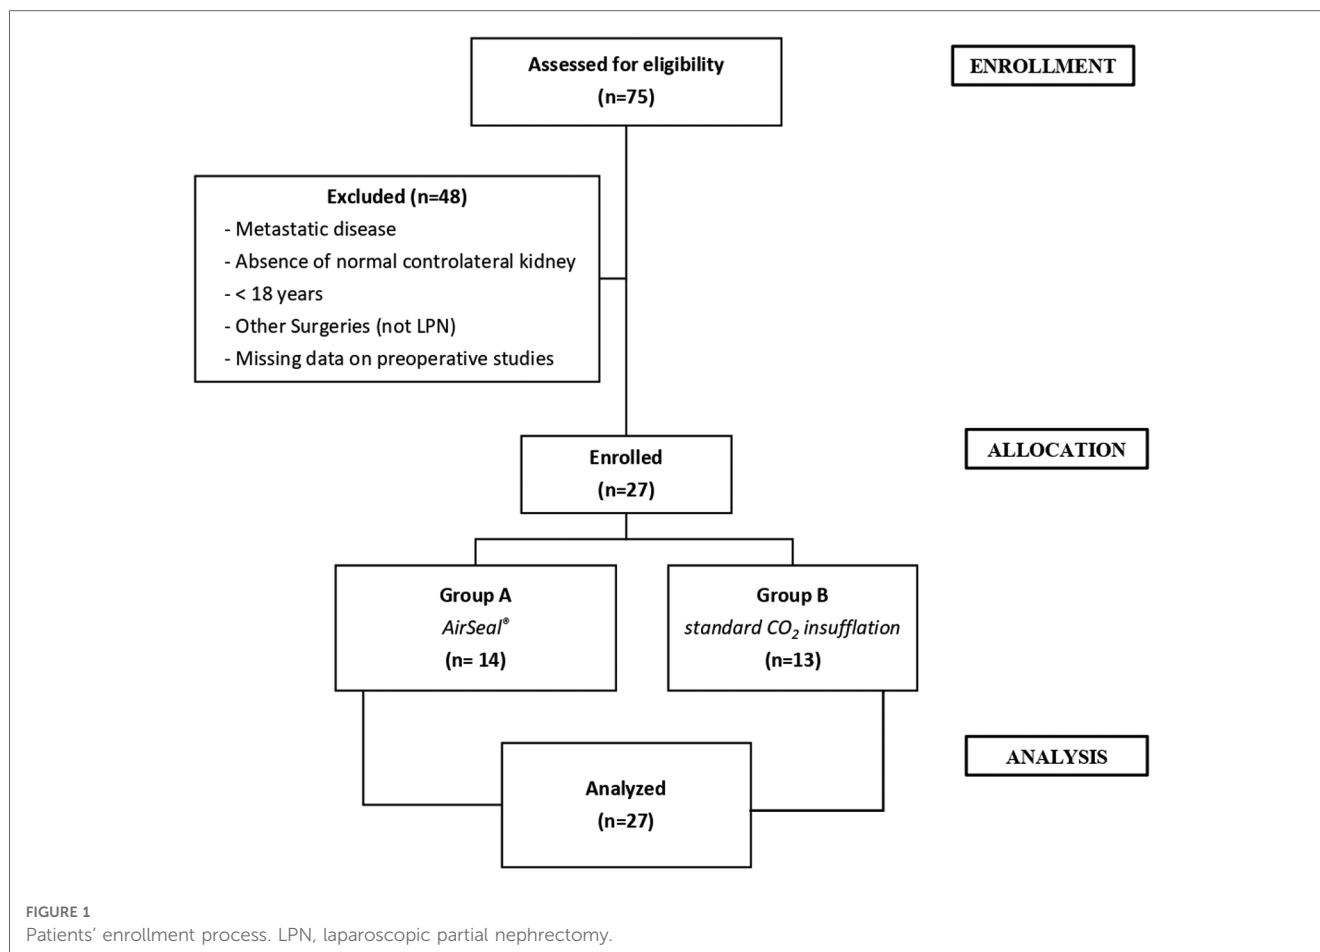 Assessed for eligibility
(n=75)
ENROLLMENT
Excluded (n=48)
- Metastatic disease
- Absence of normal controlateral kidney
- < 18 years
- Other Surgeries (not LPN)
- Missing data on preoperative studies
Enrolled
(n=27)
ALLOCATION
Group A
AirSeal®
(n= 14)
Group B
standard CO₂ insufflation
(n=13)
Analyzed
(n=27)
ANALYSIS
FIGURE 1
Patients' enrollment process. LPN, laparoscopic partial nephrectomy.